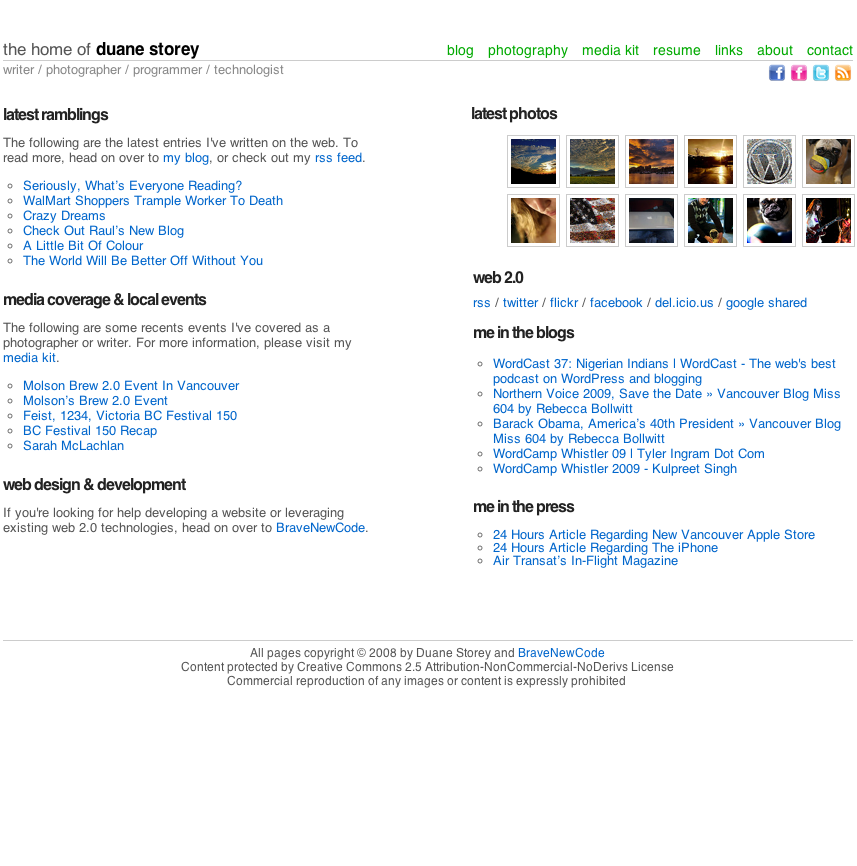 the home of duane storey
blog photography media kit resume links about contact
writer / photographer / programmer / technologist
latest ramblings
The following are the latest entries I've written on the web. To
read more, head on over to my blog, or check out my rss feed.
Seriously, What's Everyone Reading?
WalMart Shoppers Trample Worker To Death
Crazy Dreams
Check Out Raul's New Blog
A Little Bit Of Colour
The World Will Be Better Off Without You
media coverage & local events
The following are some recents events I've covered as a
photographer or writer. For more information, please visit my
media kit.
Molson Brew 2.0 Event In Vancouver
Molson's Brew 2.0 Event
Feist, 1234, Victoria BC Festival 150
BC Festival 150 Recap
Sarah McLachlan
web design & development
If you're looking for help developing a website or leveraging
existing web 2.0 technologies, head on over to BraveNewCode.
latest photos
web 2.0
rss / twitter / flickr / facebook / del.icio.us / google shared
me in the blogs
WordCast 37: Nigerian Indians | WordCast - The web's best
podcast on WordPress and blogging
Northern Voice 2009, Save the Date » Vancouver Blog Miss
604 by Rebecca Bollwitt
Barack Obama, America's 40th President » Vancouver Blog
Miss 604 by Rebecca Bollwitt
WordCamp Whistler 09 | Tyler Ingram Dot Com
WordCamp Whistler 2009 - Kulpreet Singh
me in the press
24 Hours Article Regarding New Vancouver Apple Store
24 Hours Article Regarding The iPhone
Air Transat's In-Flight Magazine
All pages copyright © 2008 by Duane Storey and BraveNewCode
Content protected by Creative Commons 2.5 Attribution-NonCommercial-NoDerivs License
Commercial reproduction of any images or content is expressly prohibited